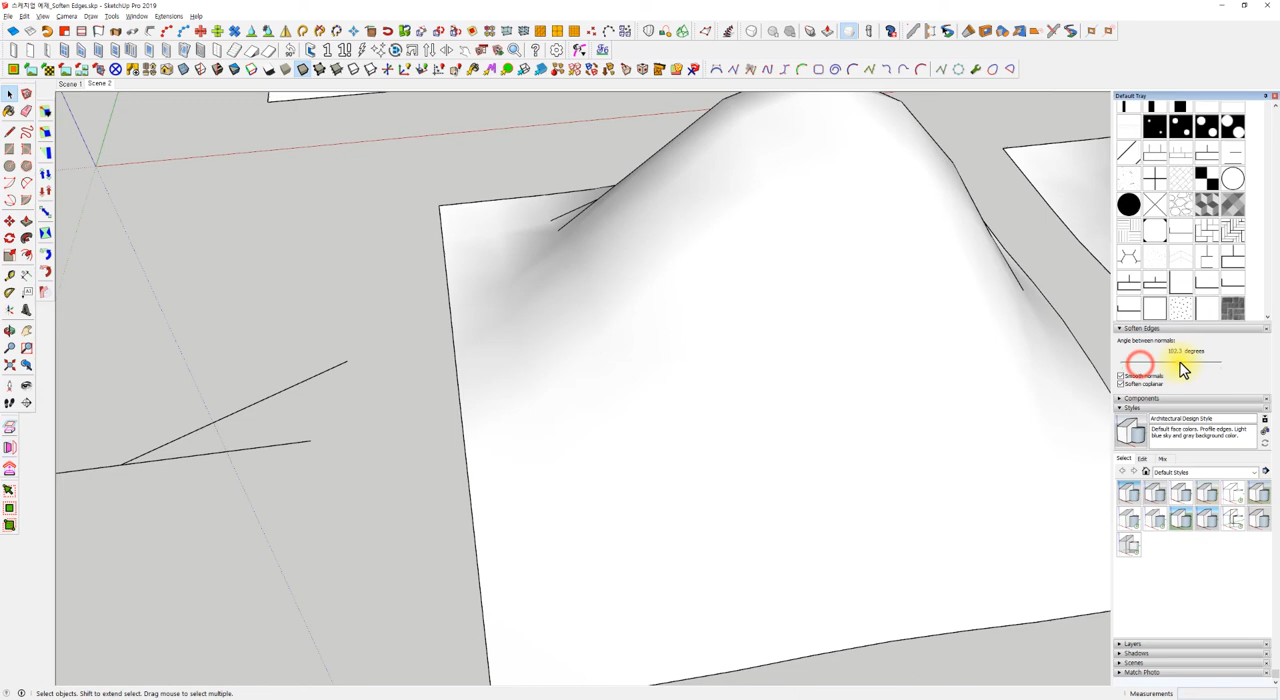 스케치업 예제_Soften Edges.skp - SketchUp Pro 2019
File Edit View Camera Draw Tools Window Extensions Help
Scene 1 Scene 2
Default Tray
Soften Edges
Angle between normals:
102.3 degrees
Smooth normals
Soften coplanar
Components
Styles
Architectural Design Style
Default face colors. Profile edges. Light
blue sky and gray background color.
Select Edit Mix
Default Styles
Layers
Shadows
Scenes
Match Photo
Select objects. Shift to extend select. Drag mouse to select multiple.
Measurements